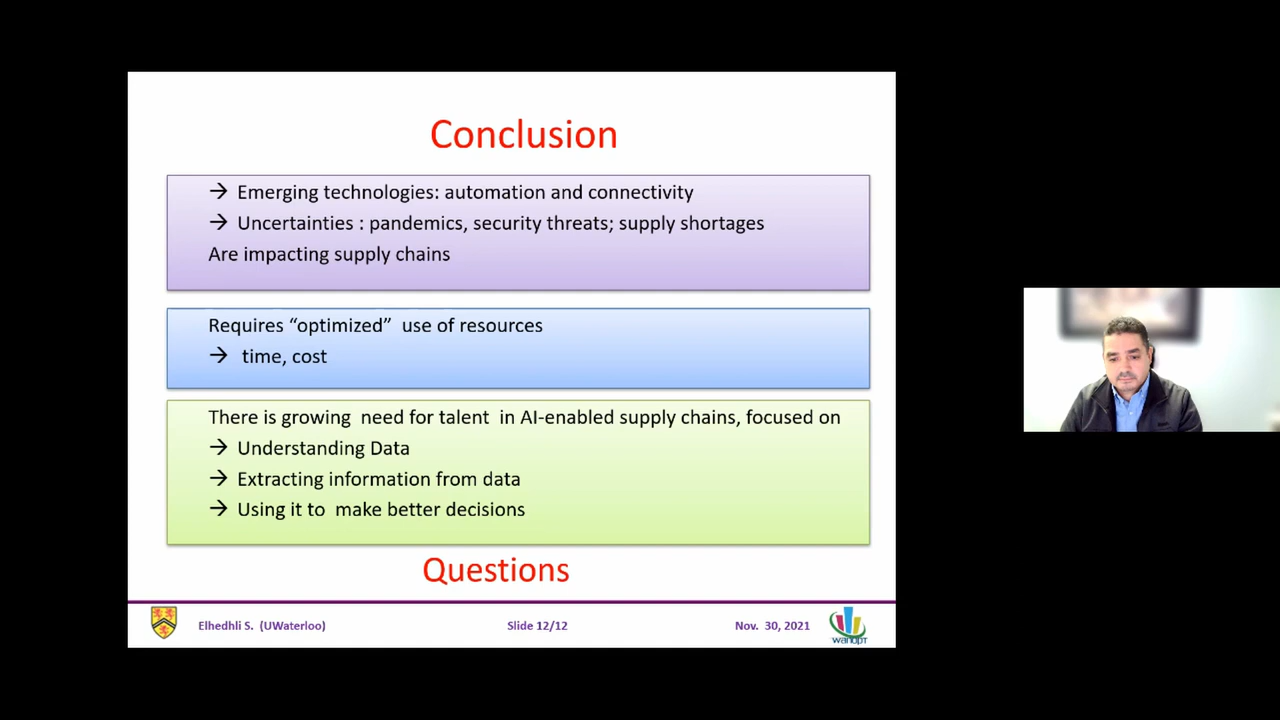 Conclusion
→ Emerging technologies: automation and connectivity
→ Uncertainties : pandemics, security threats; supply shortages
Are impacting supply chains
Requires “optimized” use of resources
→ time, cost
There is growing need for talent in AI-enabled supply chains, focused on
→ Understanding Data
→ Extracting information from data
→ Using it to make better decisions
Questions
Elhedhli S. (UWaterloo)
Slide 12/12
Nov. 30, 2021
wanopt